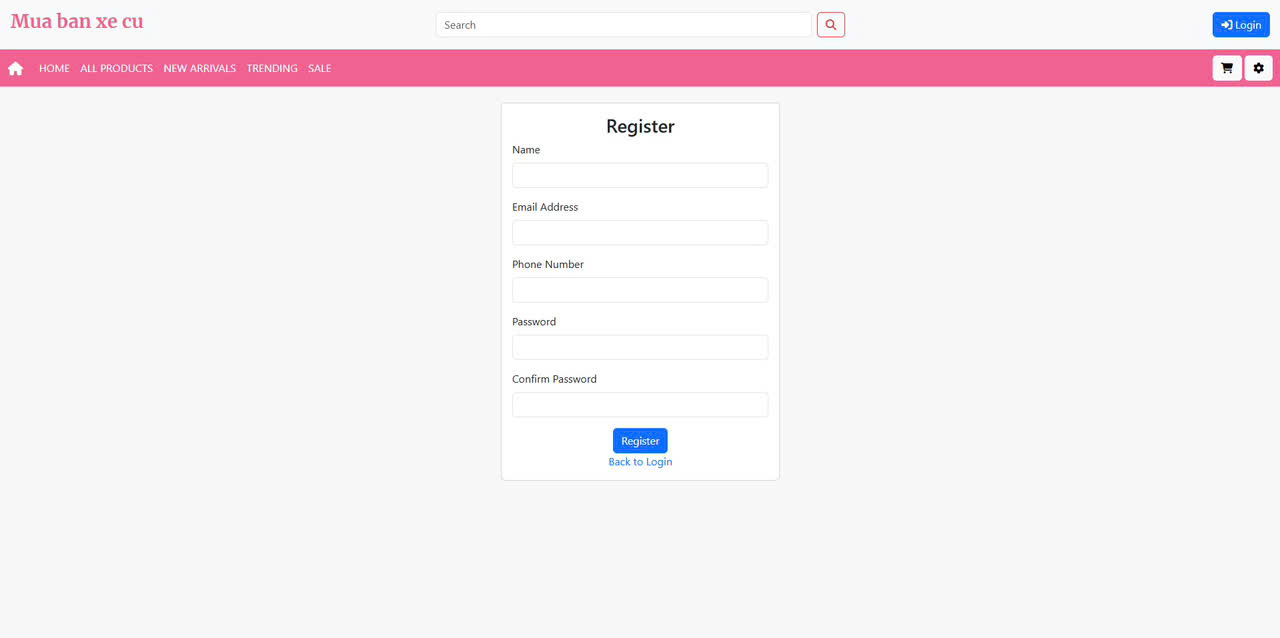 Mua ban xe cu
Search
Login
HOME ALL PRODUCTS NEW ARRIVALS TRENDING SALE
Register
Name
Email Address
Phone Number
Password
Confirm Password
Register
Back to Login